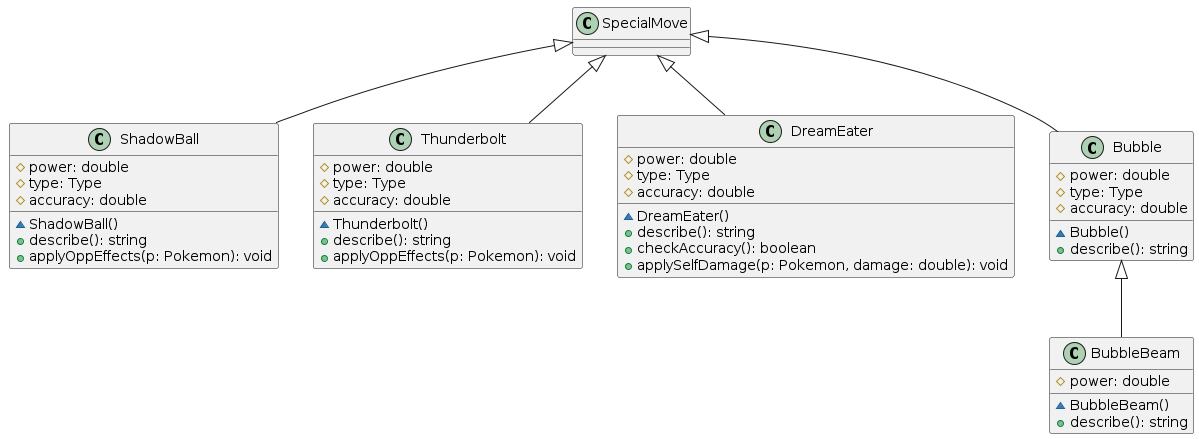 C SpecialMove
C ShadowBall
power: double
type: Type
accuracy: double
ShadowBall()
describe(): string
applyOppEffects(p: Pokemon): void
C Thunderbolt
power: double
type: Type
accuracy: double
Thunderbolt()
describe(): string
applyOppEffects(p: Pokemon): void
C DreamEater
power: double
type: Type
accuracy: double
DreamEater()
describe(): string
checkAccuracy(): boolean
applySelfDamage(p: Pokemon, damage: double): void
C Bubble
power: double
type: Type
accuracy: double
Bubble()
describe(): string
C BubbleBeam
power: double
BubbleBeam()
describe(): string